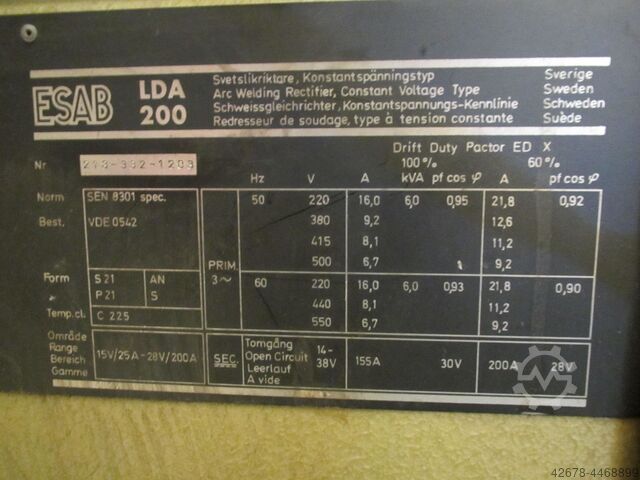 ESAB LDA 200
Svetslikriktare, Konstantspänningstyp Sverige
Arc Welding Rectifier, Constant Voltage Type Sweden
Schweissgleichrichter, Konstantspannungs-Kennlinie Schweden
Redresseur de soudage, type à tension constante Suède
Drift Duty Factor ED X
Nr 100% 60%
Hz V A kVA pf cos φ A pf cos φ
Norm SEN 8301 spec. 50 220 16,0 6,0 0,95 21,8 0,92
Best. VDE 0542 380 9,2 12,6
415 8,1 11,2
PRIM. 500 6,7 9,2
Form S 21 AN 3~ 60 220 16,0 6,0 0,93 21,8 0,90
P 21 S 440 8,1 11,2
Temp.cl. C 225 550 6,7 9,2
Område
Range
Bereich
Gamme
15V/25A-28V/200A
SEC.
Tomgång
Open Circuit
Leerlauf
A vide
14-
38V
155A 30V 200A 28V
42678-4468899